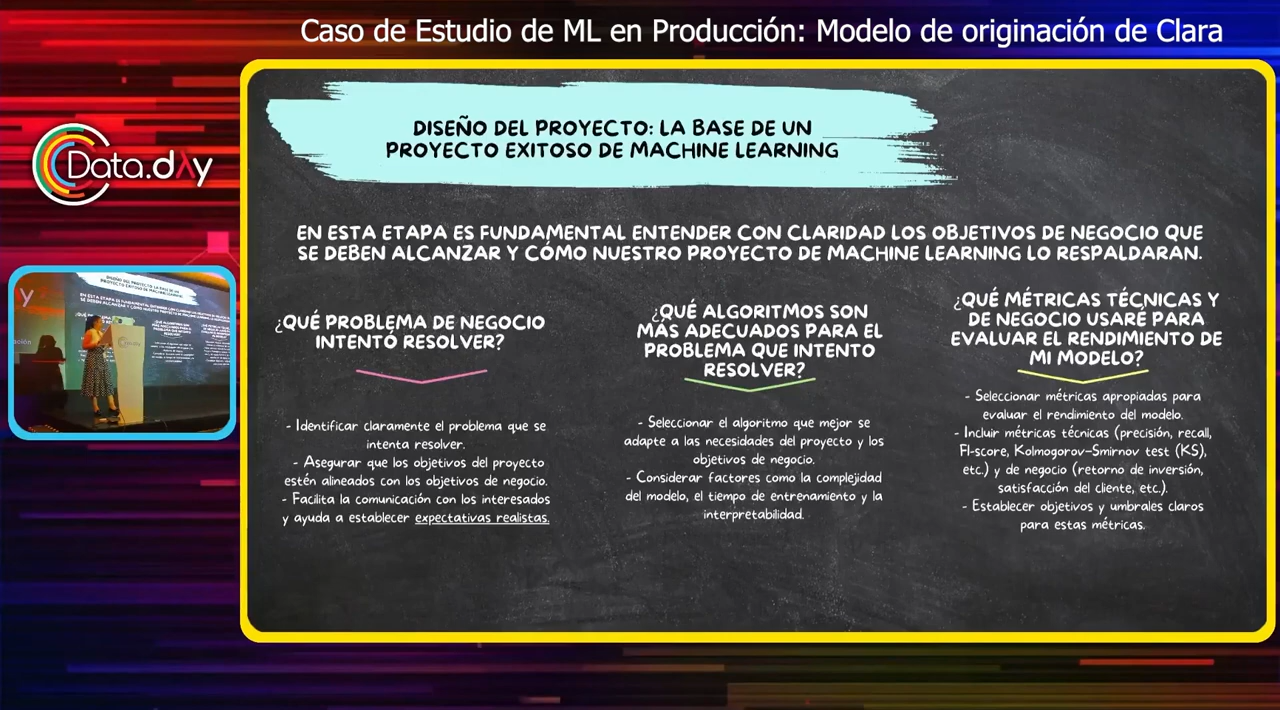 Caso de Estudio de ML en Producción: Modelo de originación de Clara
Data.dAy
DISEÑO DEL PROYECTO: LA BASE DE UN
PROYECTO EXITOSO DE MACHINE LEARNING
EN ESTA ETAPA ES FUNDAMENTAL ENTENDER CON CLARIDAD LOS OBJETIVOS DE NEGOCIO QUE
SE DEBEN ALCANZAR Y CÓMO NUESTRO PROYECTO DE MACHINE LEARNING LO RESPALDARÁN.
¿QUÉ PROBLEMA DE NEGOCIO
INTENTO RESOLVER?
- Identificar claramente el problema que se
intenta resolver.
- Asegurar que los objetivos del proyecto
estén alineados con los objetivos de negocio.
- Facilita la comunicación con los interesados
y ayuda a establecer expectativas realistas.
¿QUÉ ALGORITMOS SON
MÁS ADECUADOS PARA EL
PROBLEMA QUE INTENTO
RESOLVER?
- Seleccionar el algoritmo que mejor se
adapte a las necesidades del proyecto y los
objetivos de negocio.
- Considerar factores como la complejidad
del modelo, el tiempo de entrenamiento y la
interpretabilidad.
¿QUÉ MÉTRICAS TÉCNICAS Y
DE NEGOCIO USARÉ PARA
EVALUAR EL RENDIMIENTO DE
MI MODELO?
- Seleccionar métricas apropiadas para
evaluar el rendimiento del modelo.
- Incluir métricas técnicas (precisión, recall,
F1-score, Kolmogorov-Smirnov test (KS),
etc.) y de negocio (retorno de inversión,
satisfacción del cliente, etc.).
- Establecer objetivos y umbrales claros
para estas métricas.